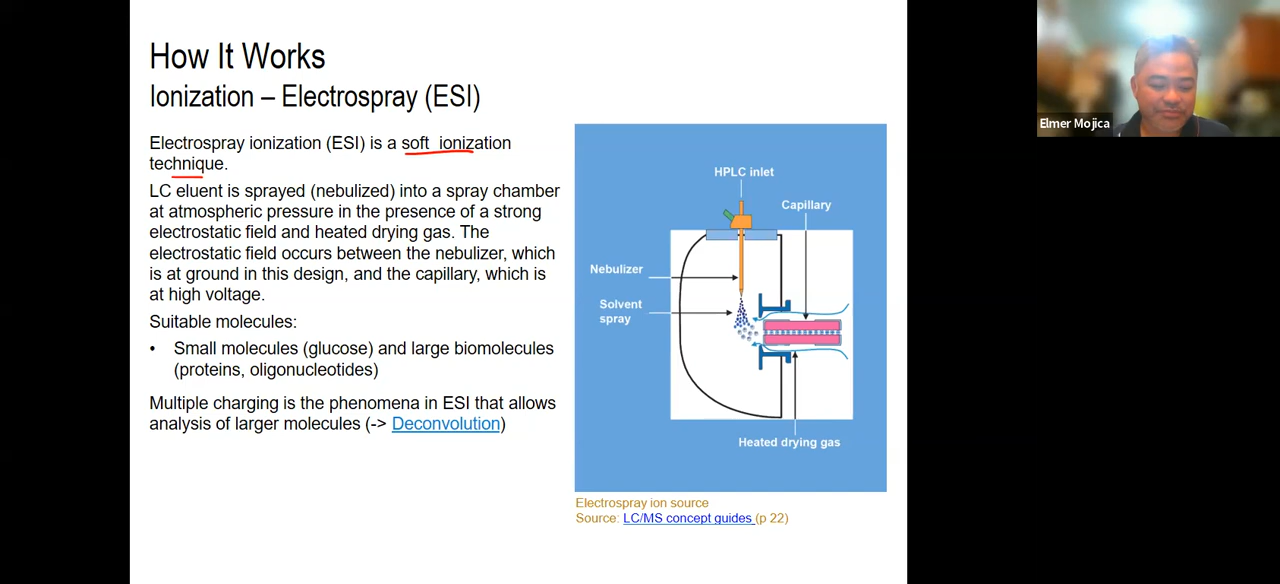 How It Works
Ionization – Electrospray (ESI)
Electrospray ionization (ESI) is a soft ionization
technique.
LC eluent is sprayed (nebulized) into a spray chamber
at atmospheric pressure in the presence of a strong
electrostatic field and heated drying gas. The
electrostatic field occurs between the nebulizer, which
is at ground in this design, and the capillary, which is
at high voltage.
Suitable molecules:
• Small molecules (glucose) and large biomolecules
(proteins, oligonucleotides)
Multiple charging is the phenomena in ESI that allows
analysis of larger molecules (-> Deconvolution)
HPLC inlet
Capillary
Nebulizer
Solvent
spray
Heated drying gas
Electrospray ion source
Source: LC/MS concept guides (p 22)
Elmer Mojica